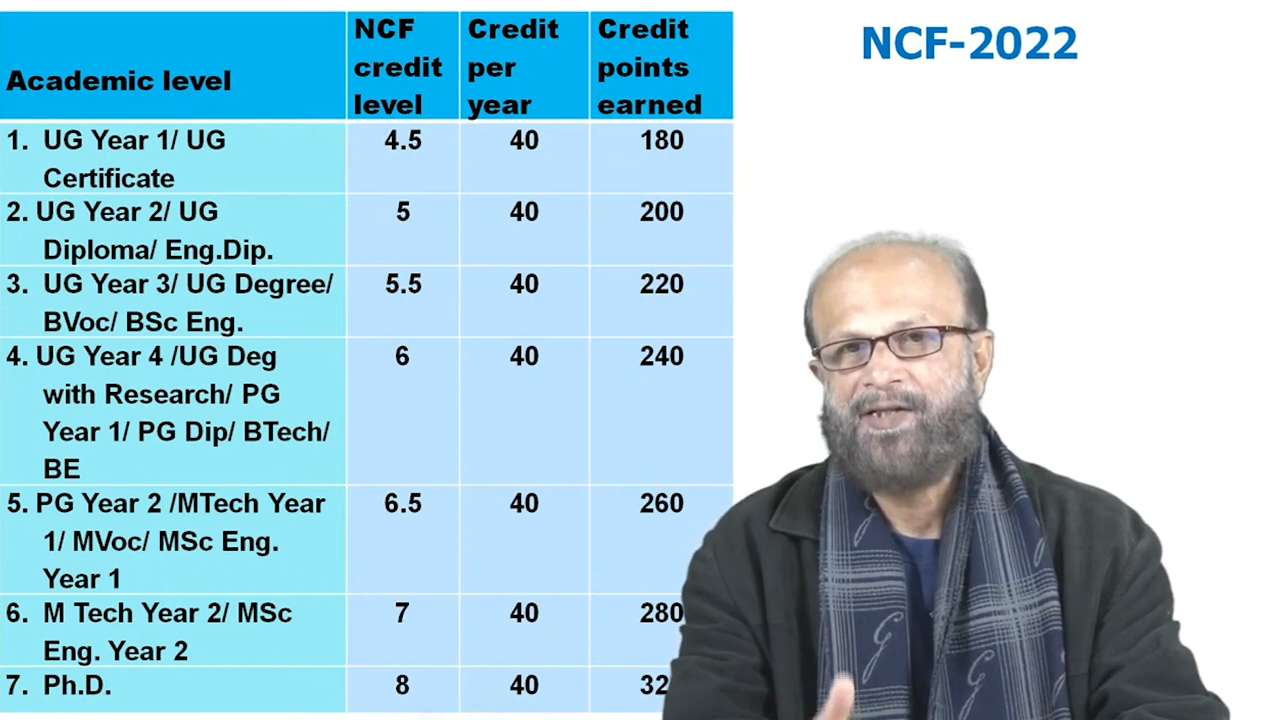 NCF-2022
Academic level
NCF
credit
level
Credit
per
year
Credit
points
earned
1. UG Year 1/ UG
Certificate
4.5
40
180
2. UG Year 2/ UG
Diploma/ Eng.Dip.
5
40
200
3. UG Year 3/ UG Degree/
BVoc/ BSc Eng.
5.5
40
220
4. UG Year 4 /UG Deg
with Research/ PG
Year 1/ PG Dip/ BTech/
BE
6
40
240
5. PG Year 2 /MTech Year
1/ MVoc/ MSc Eng.
Year 1
6.5
40
260
6. M Tech Year 2/ MSc
Eng. Year 2
7
40
280
7. Ph.D.
8
40